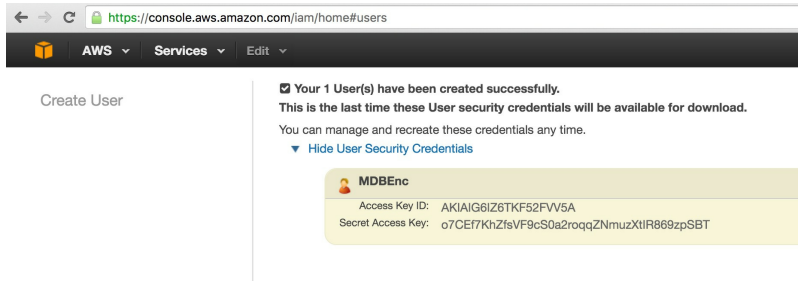 https://console.aws.amazon.com/iam/home#users
AWS Services Edit
Create User
Your 1 User(s) have been created successfully.
This is the last time these User security credentials will be available for download.
You can manage and recreate these credentials any time.
Hide User Security Credentials
MDBEnc
Access Key ID: AKIAIG6IZ6TKF52FVV5A
Secret Access Key: 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